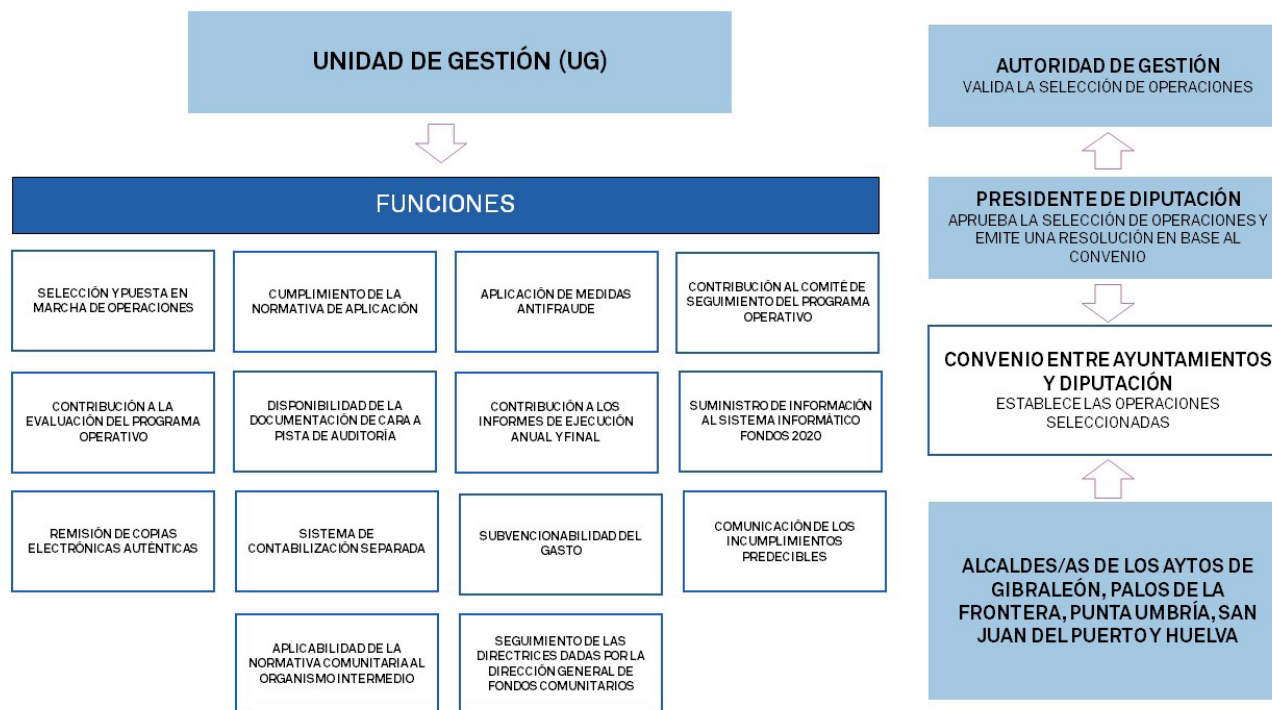 UNIDAD DE GESTIÓN (UG)
FUNCIONES
SELECCIÓN Y PUESTA EN
MARCHA DE OPERACIONES
CUMPLIMIENTO DE LA
NORMATIVA DE APLICACIÓN
APLICACIÓN DE MEDIDAS
ANTIFRAUDE
CONTRIBUCIÓN AL COMITÉ DE
SEGUIMIENTO DEL PROGRAMA
OPERATIVO
CONTRIBUCIÓN A LA
EVALUACIÓN DEL PROGRAMA
OPERATIVO
DISPONIBILIDAD DE LA
DOCUMENTACIÓN DE CARA A
PISTA DE AUDITORÍA
CONTRIBUCIÓN A LOS
INFORMES DE EJECUCIÓN
ANUAL Y FINAL
SUMINISTRO DE INFORMACIÓN
AL SISTEMA INFORMÁTICO
FONDOS 2020
REMISIÓN DE COPIAS
ELECTRÓNICAS AUTÉNTICAS
SISTEMA DE
CONTABILIZACIÓN SEPARADA
SUBVENCIONABILIDAD DEL
GASTO
COMUNICACIÓN DE LOS
INCUMPLIMIENTOS
PREDECIBLES
APLICABILIDAD DE LA
NORMATIVA COMUNITARIA AL
ORGANISMO INTERMEDIO
SEGUIMIENTO DE LAS
DIRECTRICES DADAS POR LA
DIRECCIÓN GENERAL DE
FONDOS COMUNITARIOS
AUTORIDAD DE GESTIÓN
VALIDA LA SELECCIÓN DE OPERACIONES
PRESIDENTE DE DIPUTACIÓN
APRUEBA LA SELECCIÓN DE OPERACIONES Y
EMITE UNA RESOLUCIÓN EN BASE AL
CONVENIO
CONVENIO ENTRE AYUNTAMIENTOS
Y DIPUTACIÓN
ESTABLECE LAS OPERACIONES
SELECCIONADAS
ALCALDES/AS DE LOS AYTOS DE
GIBRALEÓN, PALOS DE LA
FRONTERA, PUNTA UMBRÍA, SAN
JUAN DEL PUERTO Y HUELVA